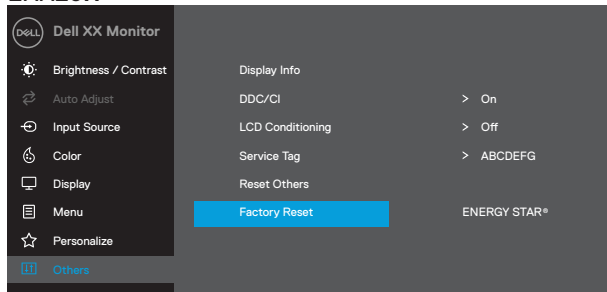 DELL Dell XX Monitor
Brightness / Contrast
Display Info
Auto Adjust
DDC/CI > On
Input Source
LCD Conditioning > Off
Color
Service Tag > ABCDEFG
Display
Reset Others
Menu
Factory Reset ENERGY STAR®
Personalize
Others